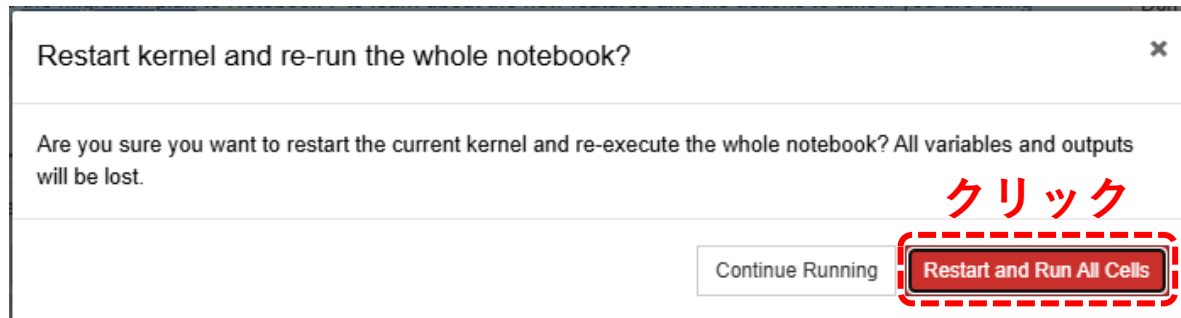 Restart kernel and re-run the whole notebook?
×
Are you sure you want to restart the current kernel and re-execute the whole notebook? All variables and outputs
will be lost.
クリック
Continue Running
Restart and Run All Cells